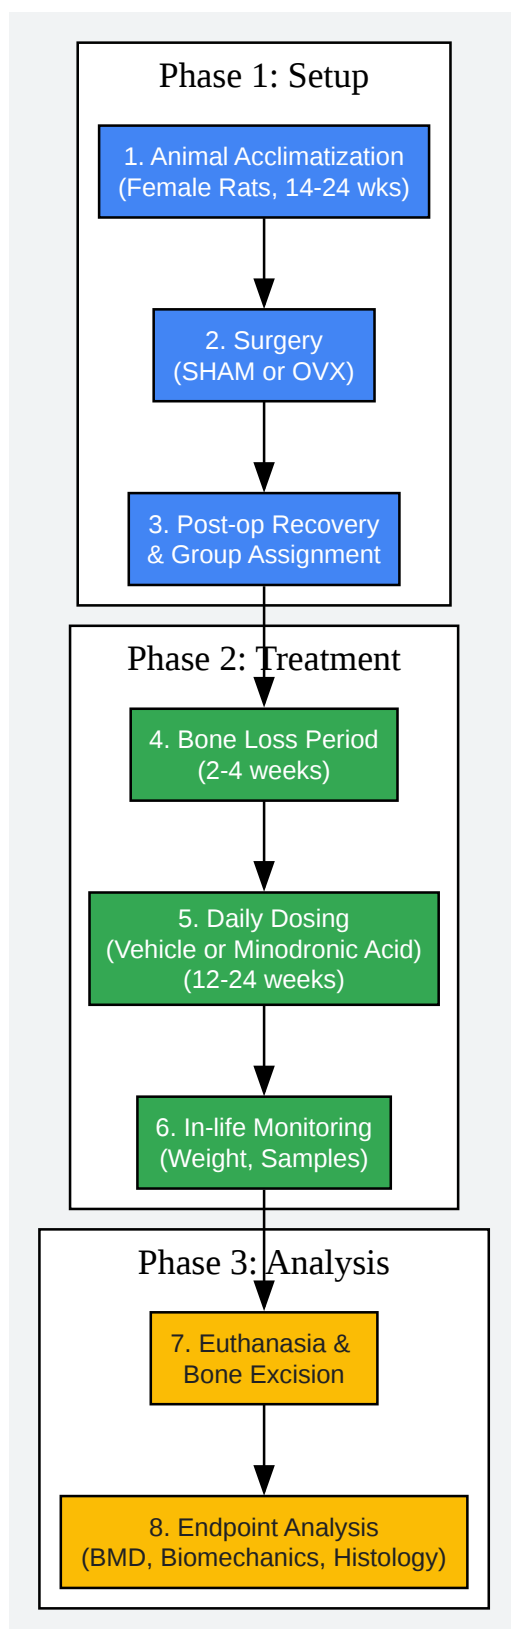 Phase 1: Setup
1. Animal Acclimatization
(Female Rats, 14-24 wks)
2. Surgery
(SHAM or OVX)
3. Post-op Recovery
& Group Assignment
Phase 2: Treatment
4. Bone Loss Period
(2-4 weeks)
5. Daily Dosing
(Vehicle or Minodronic Acid)
(12-24 weeks)
6. In-life Monitoring
(Weight, Samples)
Phase 3: Analysis
7. Euthanasia &
Bone Excision
8. Endpoint Analysis
(BMD, Biomechanics, Histology)